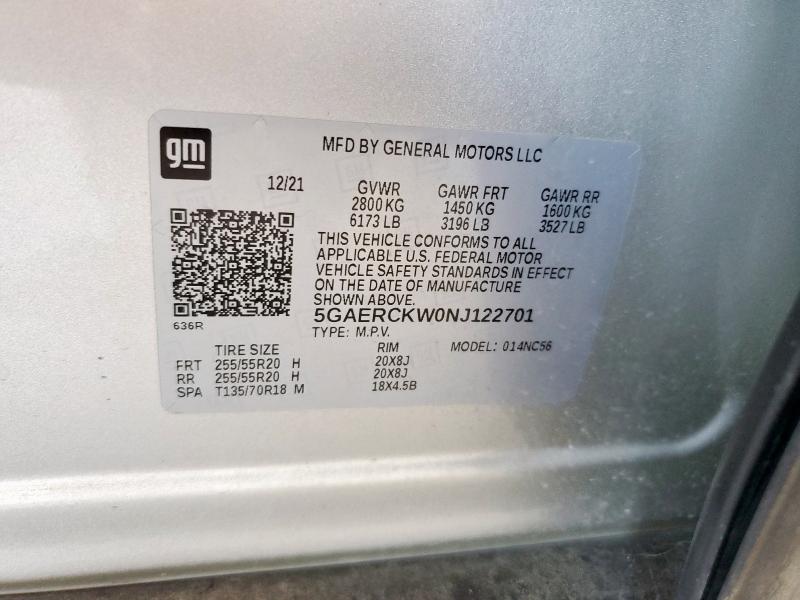 gm
MFD BY GENERAL MOTORS LLC
12/21 GVWR GAWR FRT GAWR RR
2800 KG 1450 KG 1600 KG
6173 LB 3196 LB 3527 LB
THIS VEHICLE CONFORMS TO ALL
APPLICABLE U.S. FEDERAL MOTOR
VEHICLE SAFETY STANDARDS IN EFFECT
ON THE DATE OF MANUFACTURE
SHOWN ABOVE.
636R 5GAERCKW0NJ122701
TYPE: M.P.V.
TIRE SIZE RIM MODEL: 014NC56
FRT 255/55R20 H 20X8J
RR 255/55R20 H 20X8J
SPA T135/70R18 M 18X4.5B